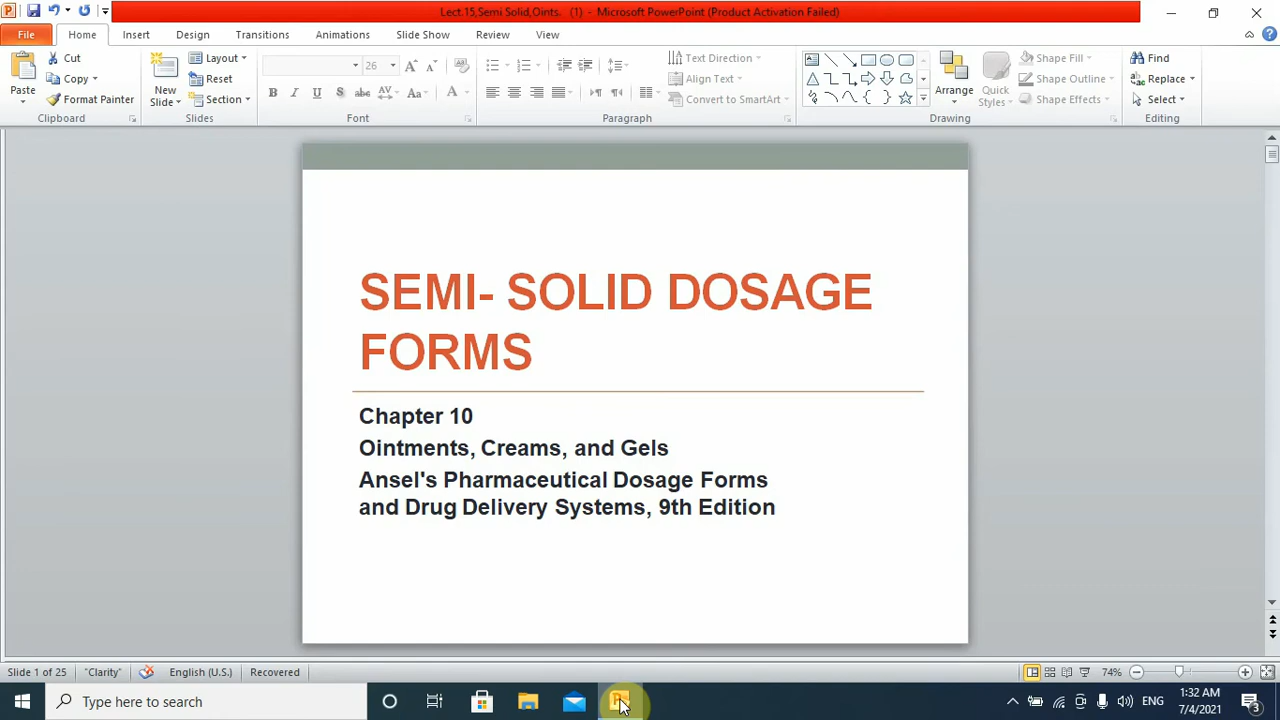 Lect.15,Semi Solid,Oints. (1) - Microsoft PowerPoint (Product Activation Failed)
File Home Insert Design Transitions Animations Slide Show Review View
Cut Layout 26 Text Direction Shape Fill Find
Paste Copy New Slide Reset Align Text Arrange Quick Styles Shape Outline Replace
Format Painter Section Convert to SmartArt Shape Effects Select
Clipboard Slides Font Paragraph Drawing Editing
SEMI- SOLID DOSAGE
FORMS
Chapter 10
Ointments, Creams, and Gels
Ansel's Pharmaceutical Dosage Forms
and Drug Delivery Systems, 9th Edition
Slide 1 of 25 "Clarity" English (U.S.) Recovered 74%
Type here to search ENG 1:32 AM
7/4/2021 3